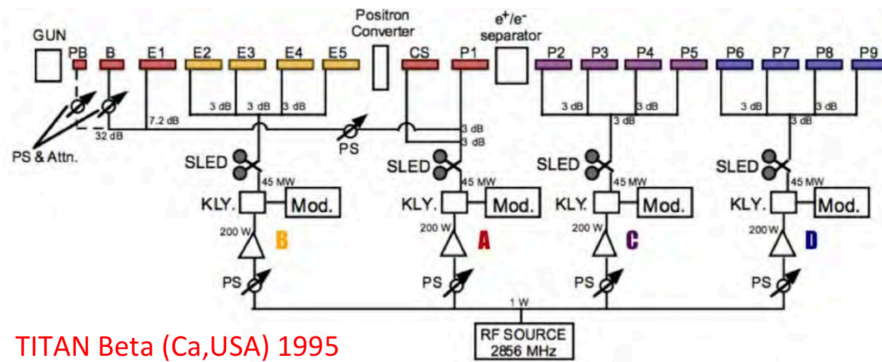 Positron
Converter
e+/e-
separator
GUN
PB B E1 E2 E3 E4 E5 CS P1 P2 P3 P4 P5 P6 P7 P8 P9
3 dB 3 dB 3 dB 3 dB 3 dB 3 dB 3 dB 3 dB
7.2 dB 3 dB 3 dB 3 dB
32 dB 3 dB
PS & Attn. PS
SLED SLED SLED SLED
45 MW 45 MW 45 MW 45 MW
KLY. Mod. KLY. Mod. KLY. Mod. KLY. Mod.
200 W B 200 W A 200 W C 200 W D
PS PS PS PS
1 W
RF SOURCE
2856 MHz
TITAN Beta (Ca,USA) 1995